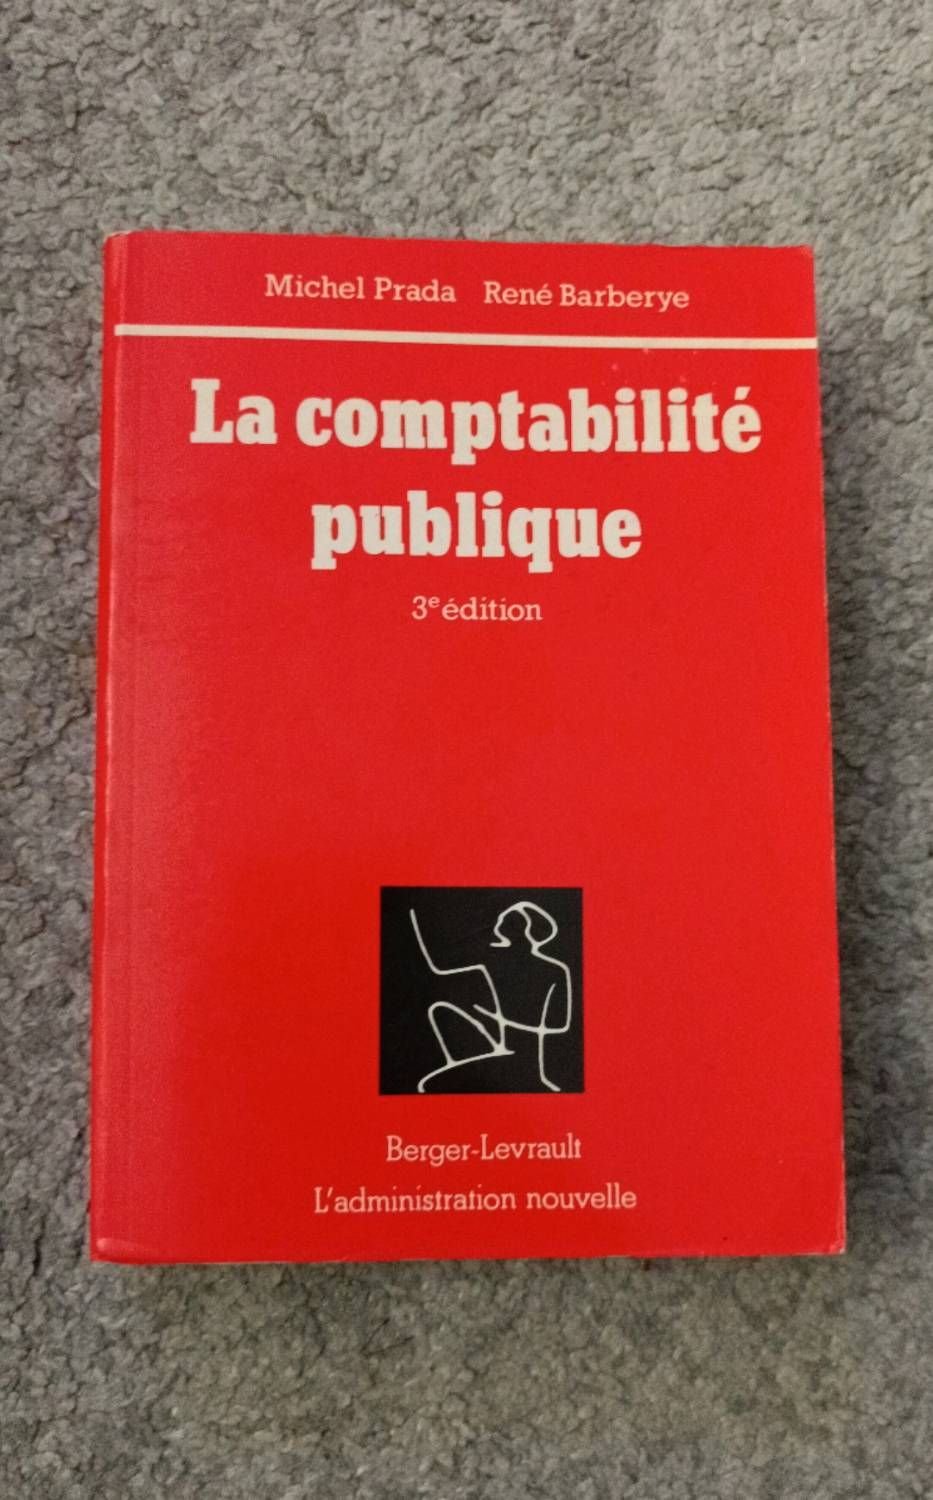 Michel Prada René Barberye
La comptabilité
publique
3e édition
Berger-Levrault
L'administration nouvelle